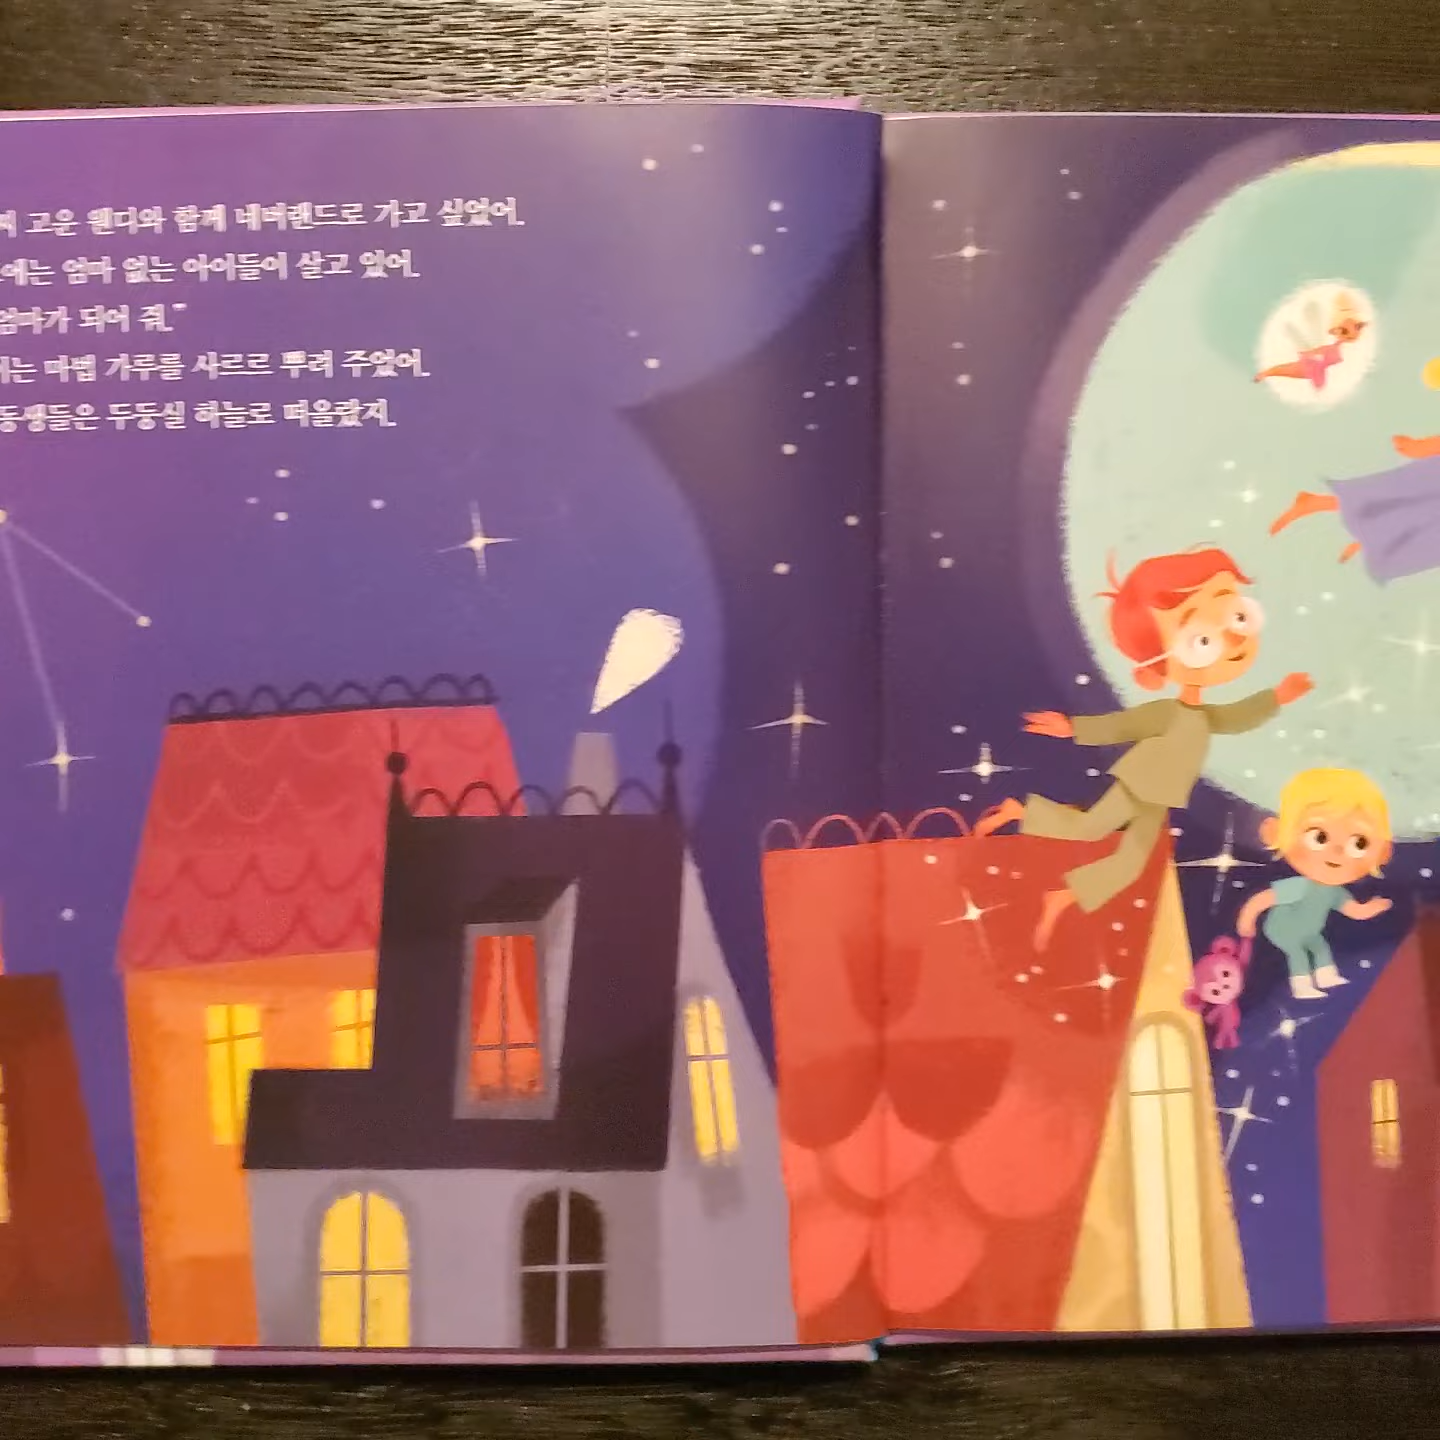 고운 웬디와 함께 네버랜드로 가고 싶었어.
에는 엄마 없는 아이들이 살고 있어.
엄마가 되어 줘.”
는 마법 가루를 사르르 뿌려 주었어.
동생들은 두둥실 하늘로 떠올랐지.